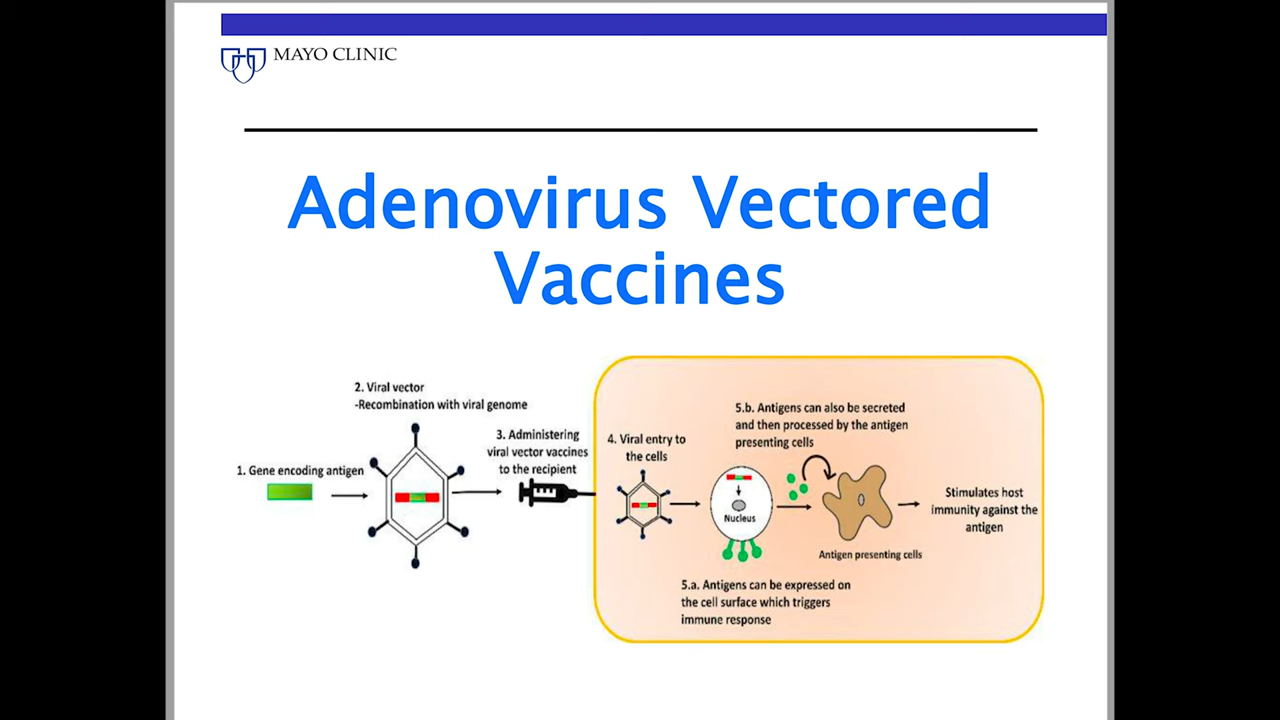 MAYO CLINIC
Adenovirus Vectored
Vaccines
2. Viral vector
-Recombination with viral genome
1. Gene encoding antigen
3. Administering
viral vector vaccines
to the recipient
4. Viral entry to
the cells
5.b. Antigens can also be secreted
and then processed by the antigen
presenting cells
Nucleus
Antigen presenting cells
Stimulates host
immunity against the
antigen
5.a. Antigens can be expressed on
the cell surface which triggers
immune response